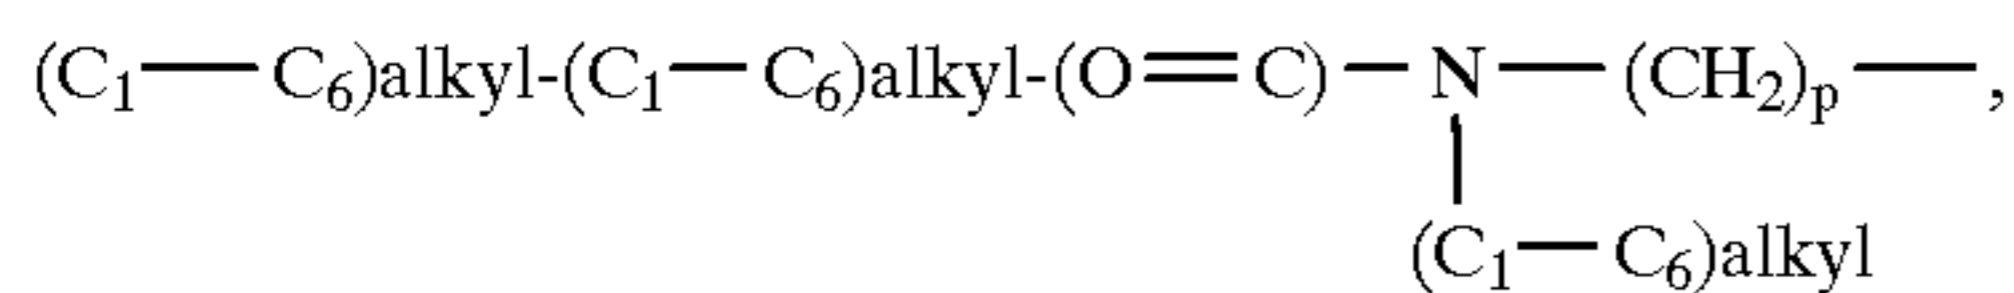 (C₁—C₆)alkyl-(C₁—C₆)alkyl-(O=C)—N—(CH₂)ₚ—,
(C₁—C₆)alkyl